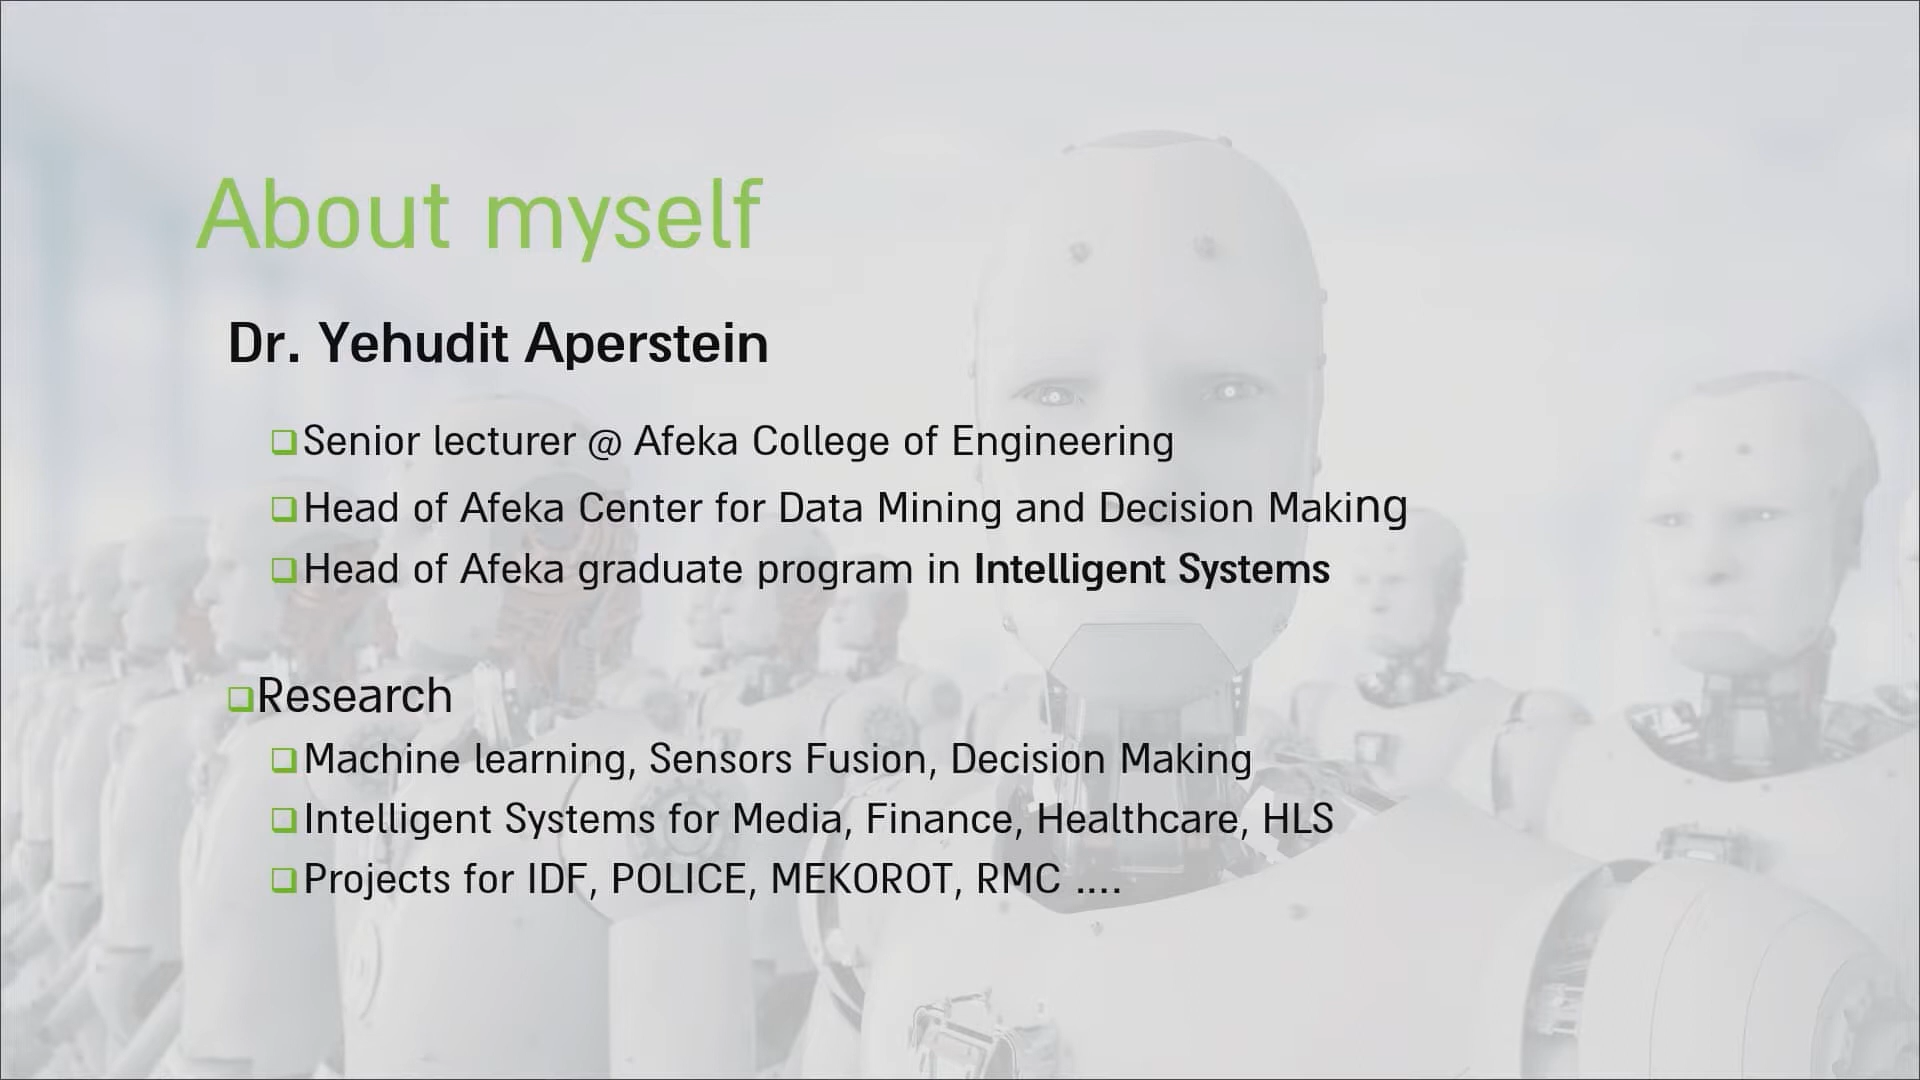 About myself
Dr. Yehudit Aperstein
Senior lecturer @ Afeka College of Engineering
Head of Afeka Center for Data Mining and Decision Making
Head of Afeka graduate program in Intelligent Systems
Research
Machine learning, Sensors Fusion, Decision Making
Intelligent Systems for Media, Finance, Healthcare, HLS
Projects for IDF, POLICE, MEKOROT, RMC ....